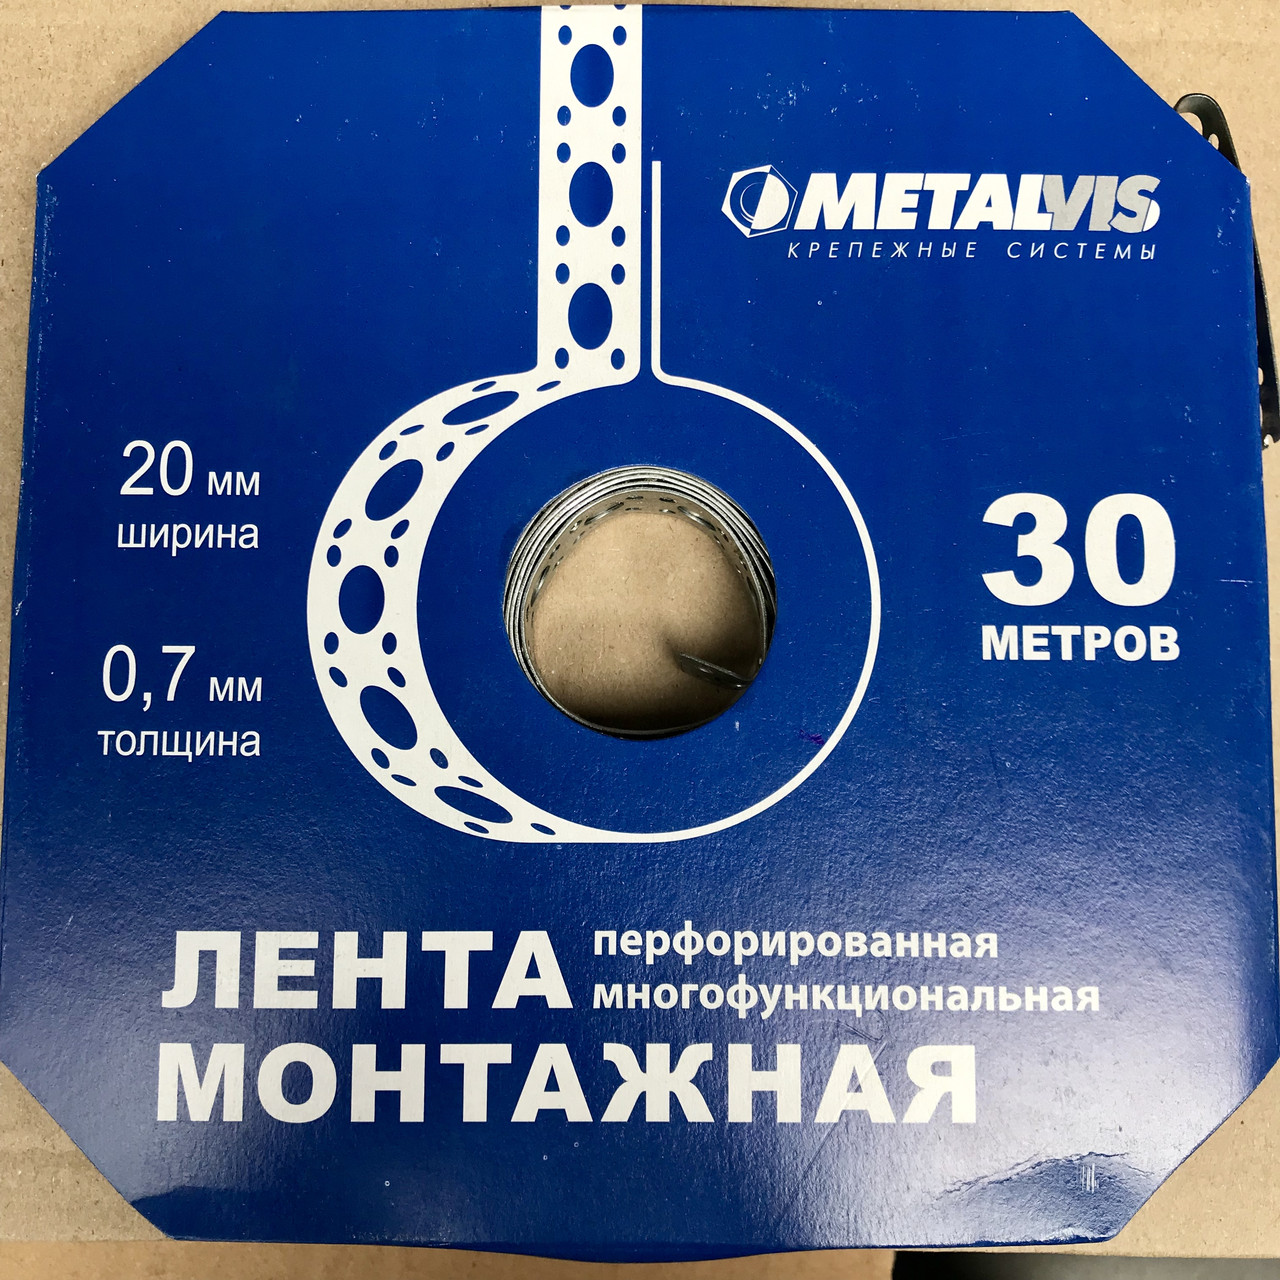 METALVIS
КРЕПЕЖНЫЕ СИСТЕМЫ
20 мм
ширина
0,7 мм
толщина
30
МЕТРОВ
ЛЕНТА перфорированная
многофункциональная
МОНТАЖНАЯ